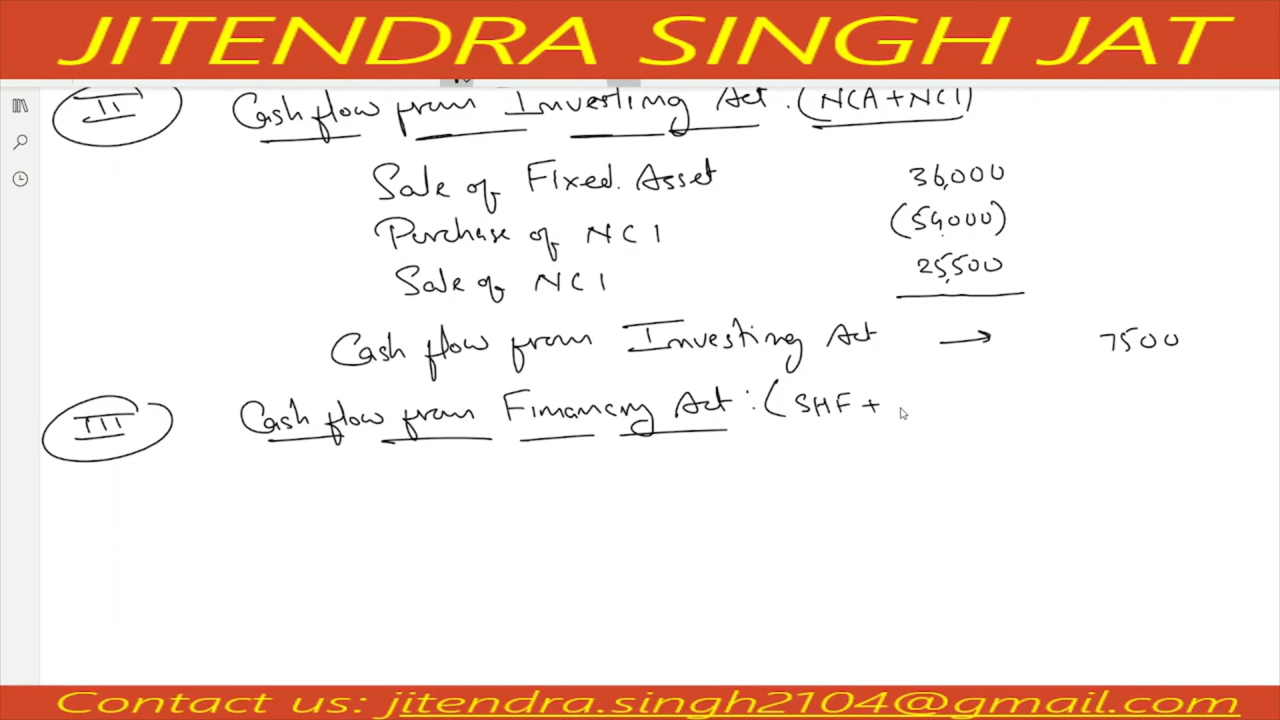 JITENDRA SINGH JAT
II Cash flow from Investing Act. (NCA + NCI)
Sale of Fixed. Asset 36,000
Purchase of NCI (54,000)
Sale of NCI 25,500
Cash flow from Investing Act → 7500
III Cash flow from Financing Act : ( SHF +
Contact us: jitendra.singh2104@gmail.com